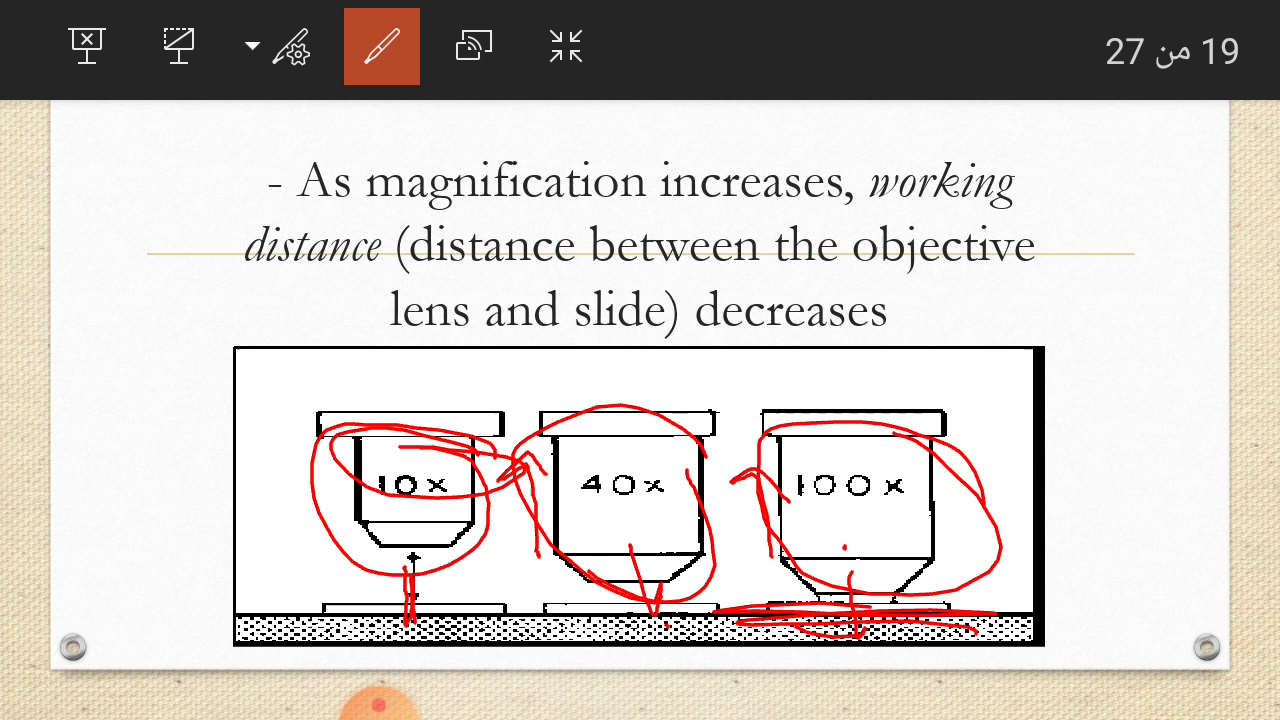 19 من 27
- As magnification increases, working
distance (distance between the objective
lens and slide) decreases
10x 40x 100x